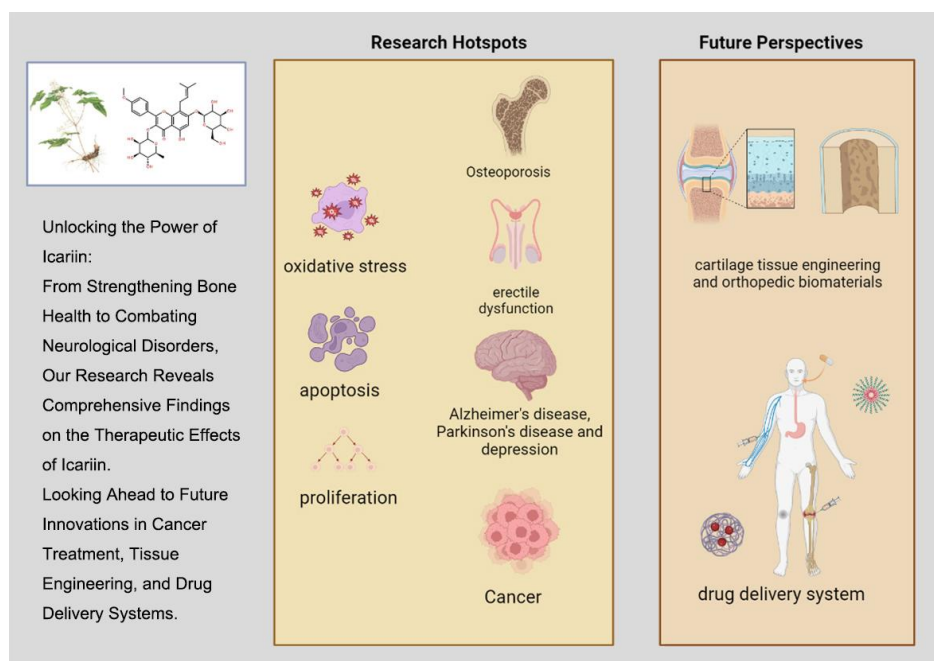 Research Hotspots
Future Perspectives
Unlocking the Power of
Icariin:
From Strengthening Bone
Health to Combating
Neurological Disorders,
Our Research Reveals
Comprehensive Findings
on the Therapeutic Effects
of Icariin.
Looking Ahead to Future
Innovations in Cancer
Treatment, Tissue
Engineering, and Drug
Delivery Systems.
oxidative stress
apoptosis
proliferation
Osteoporosis
erectile
dysfunction
Alzheimer's disease,
Parkinson's disease and
depression
Cancer
cartilage tissue engineering
and orthopedic biomaterials
drug delivery system